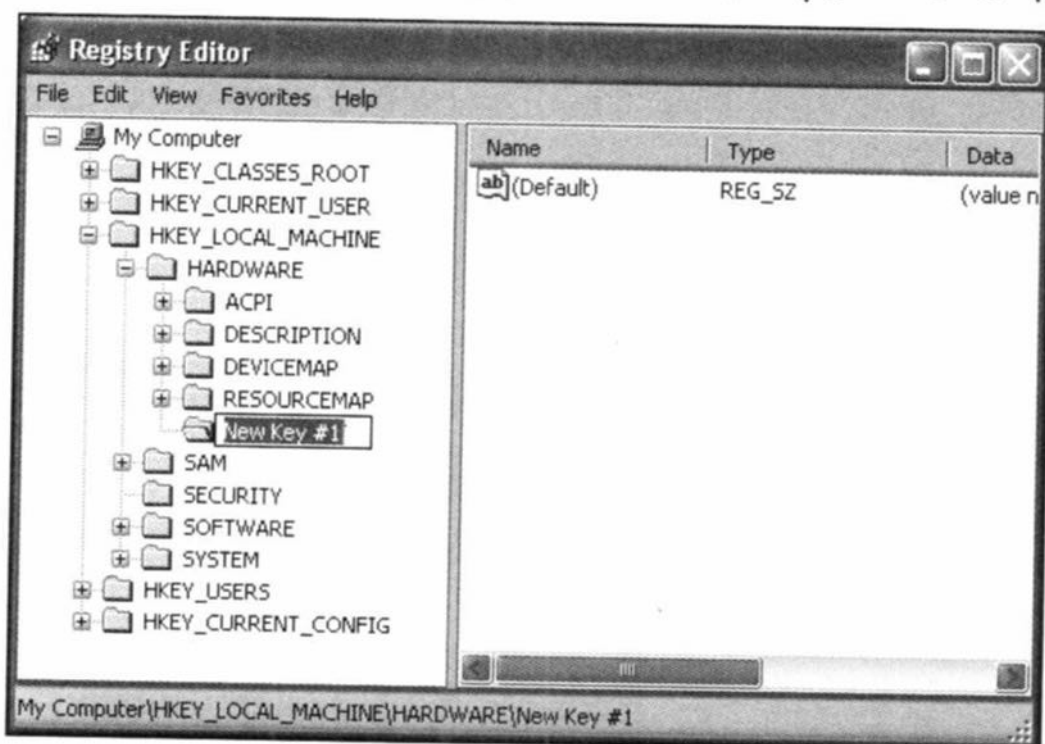 Registry Editor
File Edit View Favorites Help
My Computer
HKEY_CLASSES_ROOT
HKEY_CURRENT_USER
HKEY_LOCAL_MACHINE
HARDWARE
ACPI
DESCRIPTION
DEVICEMAP
RESOURCEMAP
New Key #1
SAM
SECURITY
SOFTWARE
SYSTEM
HKEY_USERS
HKEY_CURRENT_CONFIG
Name Type Data
ab (Default) REG_SZ (value n
My Computer\HKEY_LOCAL_MACHINE\HARDWARE\New Key #1